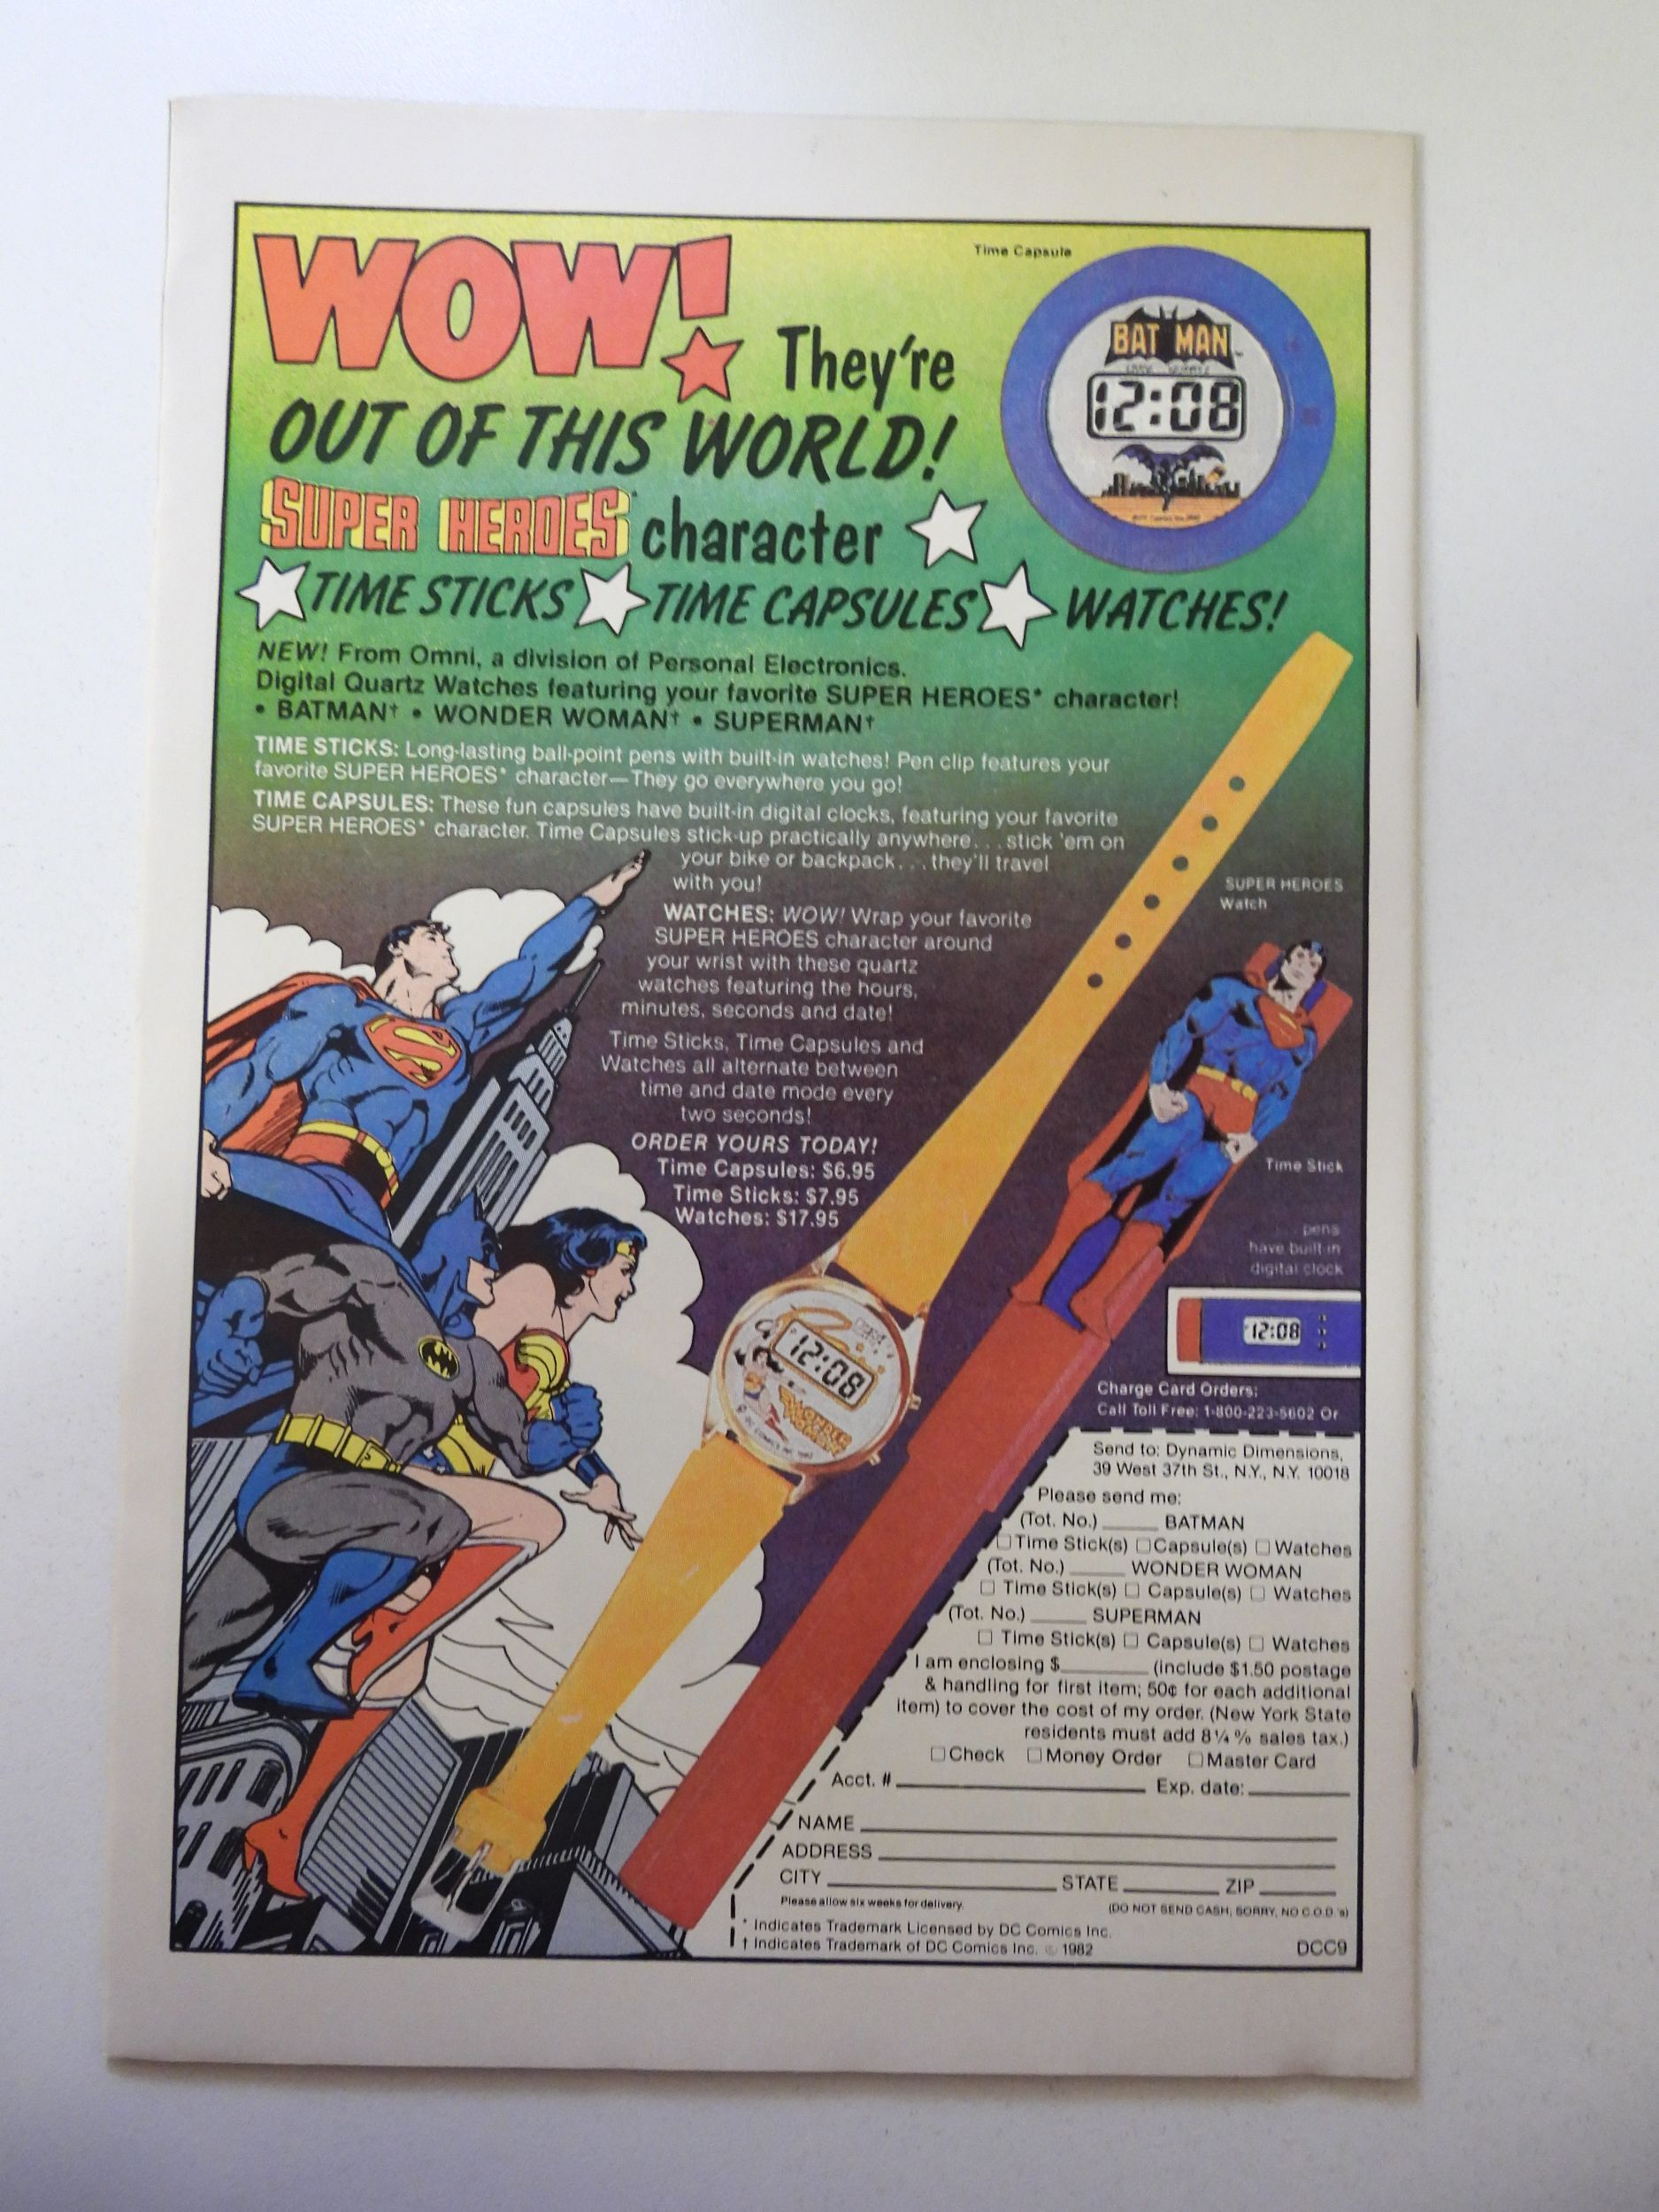 WOW!
Time Capsule
They're
OUT OF THIS WORLD!
BATMAN
12:08
SUPER HEROES* character
TIME STICKS TIME CAPSULES WATCHES!
NEW! From Omni, a division of Personal Electronics.
Digital Quartz Watches featuring your favorite SUPER HEROES* character!
• BATMAN† • WONDER WOMAN† • SUPERMAN†
TIME STICKS: Long-lasting ball-point pens with built-in watches! Pen clip features your
favorite SUPER HEROES* character—They go everywhere you go!
TIME CAPSULES: These fun capsules have built-in digital clocks, featuring your favorite
SUPER HEROES* character. Time Capsules stick-up practically anywhere...stick 'em on
your bike or backpack...they'll travel
with you!
WATCHES: WOW! Wrap your favorite
SUPER HEROES character around
your wrist with these quartz
watches featuring the hours,
minutes, seconds and date!
Time Sticks, Time Capsules and
Watches all alternate between
time and date mode every
two seconds!
ORDER YOURS TODAY!
Time Capsules: $6.95
Time Sticks: $7.95
Watches: $17.95
SUPER HEROES
Watch
Time Stick
pens
have built-in
digital clock
12:08
12:08
WONDER
WOMAN
Charge Card Orders:
Call Toll Free: 1-800-223-5602 Or
Send to: Dynamic Dimensions,
39 West 37th St., N.Y., N.Y. 10018
Please send me:
(Tot. No.) ______ BATMAN
☐ Time Stick(s) ☐ Capsule(s) ☐ Watches
(Tot. No.) ______ WONDER WOMAN
☐ Time Stick(s) ☐ Capsule(s) ☐ Watches
(Tot. No.) ______ SUPERMAN
☐ Time Stick(s) ☐ Capsule(s) ☐ Watches
I am enclosing $________ (include $1.50 postage
& handling for first item; 50¢ for each additional
item) to cover the cost of my order. (New York State
residents must add 8¼% sales tax.)
☐ Check ☐ Money Order ☐ Master Card
Acct. # ______ Exp. date: ______
NAME ______
ADDRESS ______
CITY ______ STATE ______ ZIP ______
Please allow six weeks for delivery. (DO NOT SEND CASH, SORRY, NO C.O.D.'s)
* Indicates Trademark Licensed by DC Comics Inc.
† Indicates Trademark of DC Comics Inc. © 1982 DCC9